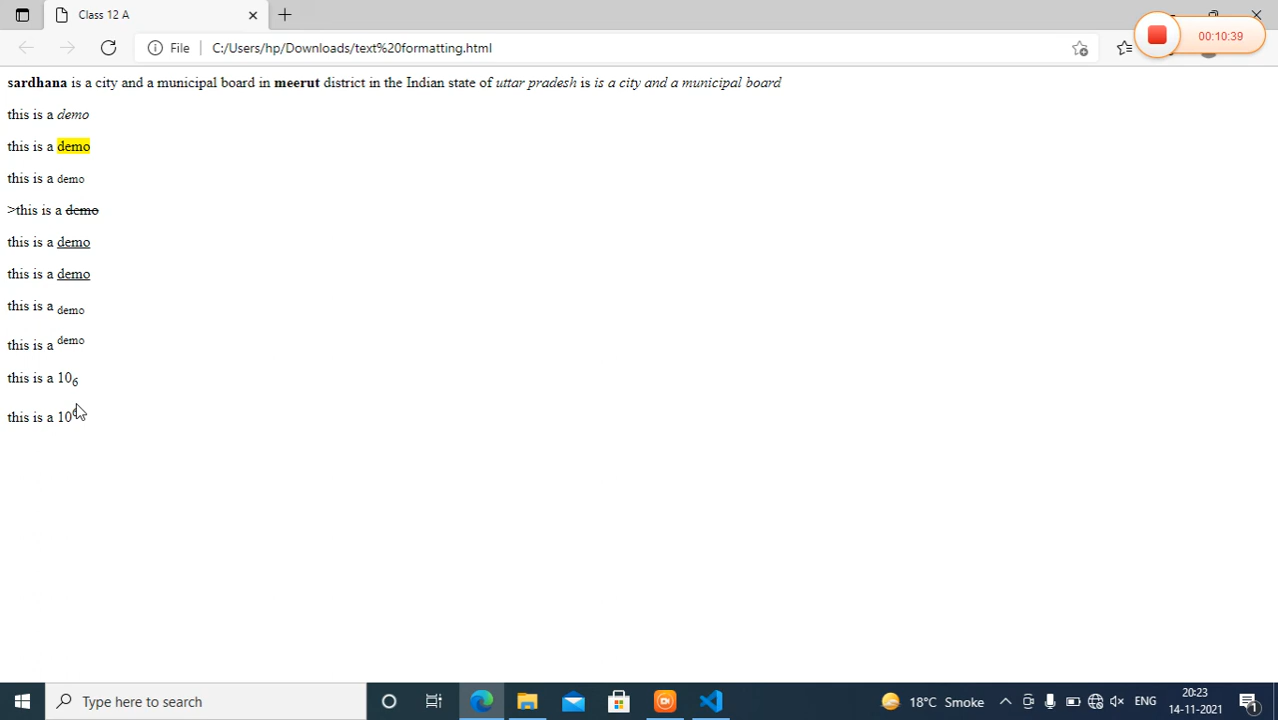 Class 12 A
00:10:39
File
C:/Users/hp/Downloads/text%20formatting.html
sardhana is a city and a municipal board in meerut district in the Indian state of uttar pradesh is is a city and a municipal board
this is a demo
this is a demo
this is a demo
>this is a demo
this is a demo
this is a demo
this is a demo
this is a demo
this is a 10₆
this is a 10
Type here to search
18°C Smoke
ENG
20:23
14-11-2021
1